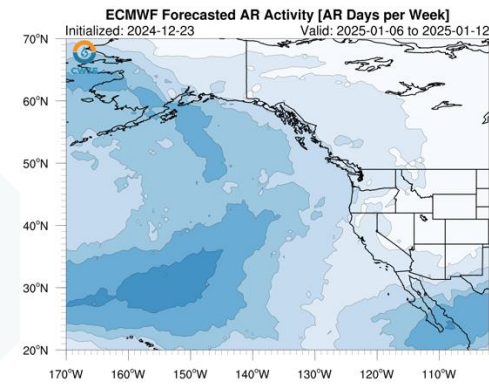 ECMWF Forecasted AR Activity [AR Days per Week]
Initialized: 2024-12-23 Valid: 2025-01-06 to 2025-01-12
70°N
60°N
50°N
40°N
30°N
20°N
170°W 160°W 150°W 140°W 130°W 120°W 110°W